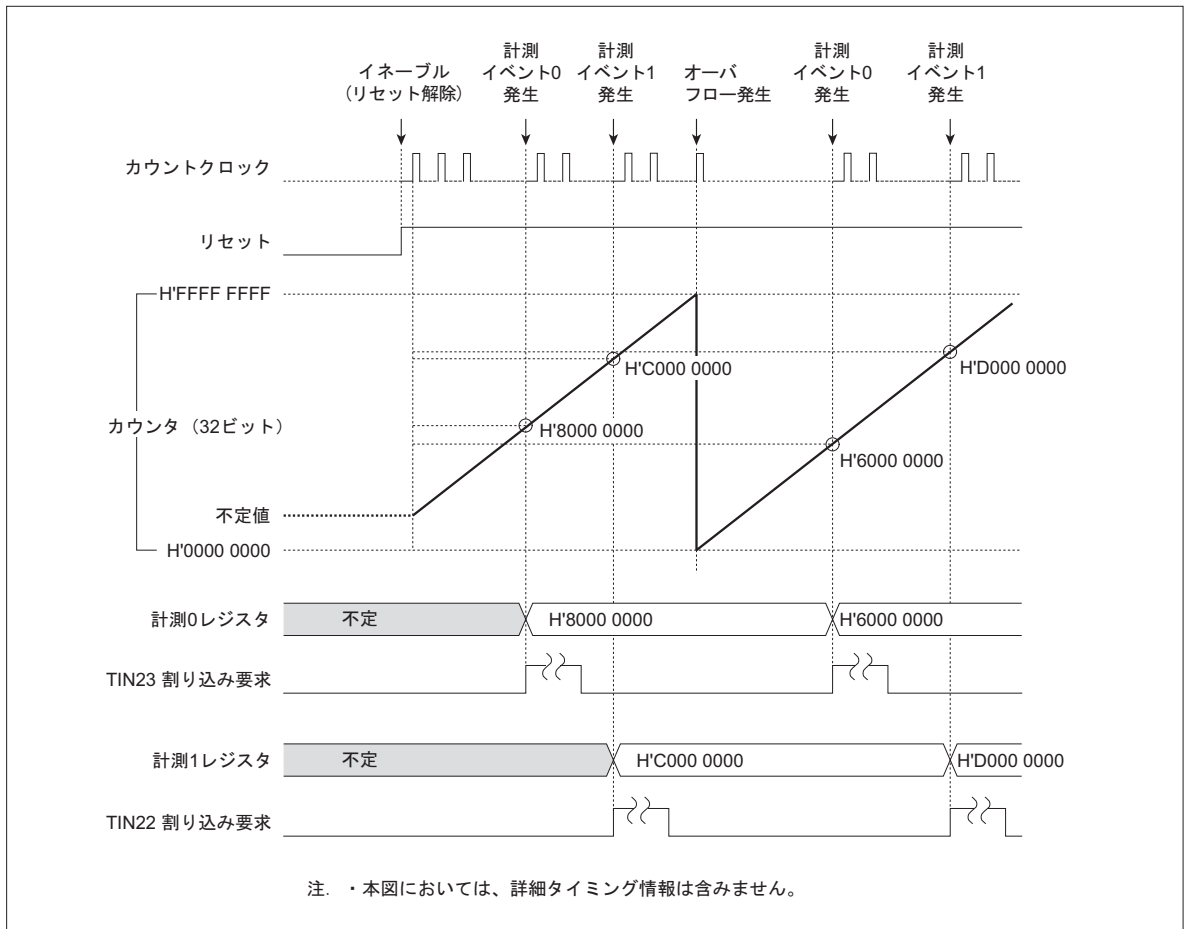 計測
イベント0
発生
計測
イベント1
発生
計測
イベント0
発生
計測
イベント1
発生
イネーブル
(リセット解除)
オーバ
フロー発生
カウントクロック
リセット
H'FFFF FFFF
H'C000 0000
H'D000 0000
カウンタ（32ビット）
H'8000 0000
H'6000 0000
不定値
H'0000 0000
計測0レジスタ
不定
H'8000 0000
H'6000 0000
TIN23 割り込み要求
計測1レジスタ
不定
H'C000 0000
H'D000 0000
TIN22 割り込み要求
注. ・本図においては、詳細タイミング情報は含みません。